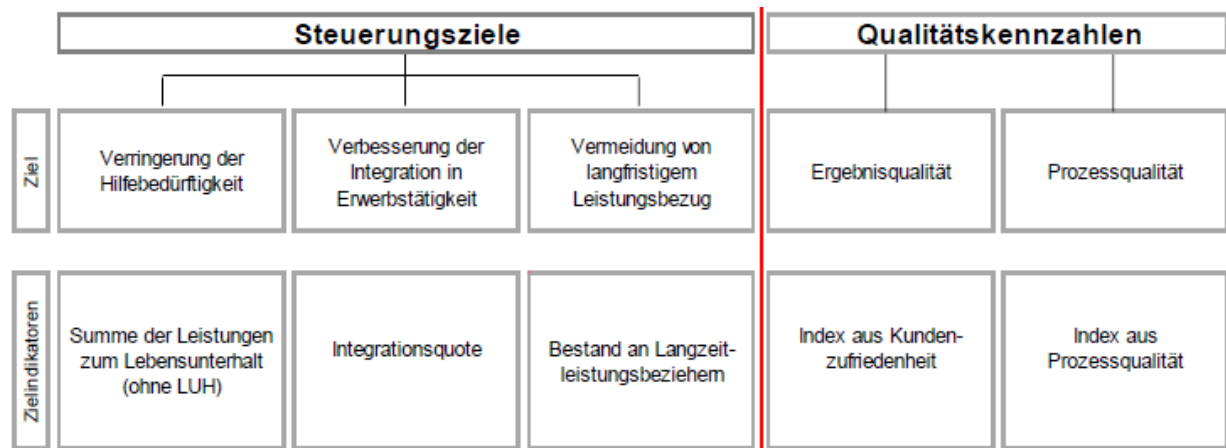 Steuerungsziele
Qualitätskennzahlen
Ziel
Verringerung der
Hilfebedürftigkeit
Verbesserung der
Integration in
Erwerbstätigkeit
Vermeidung von
langfristigem
Leistungsbezug
Ergebnisqualität
Prozessqualität
Zielindikatoren
Summe der Leistungen
zum Lebensunterhalt
(ohne LUH)
Integrationsquote
Bestand an Langzeit-
leistungsbeziehern
Index aus Kunden-
zufriedenheit
Index aus
Prozessqualität